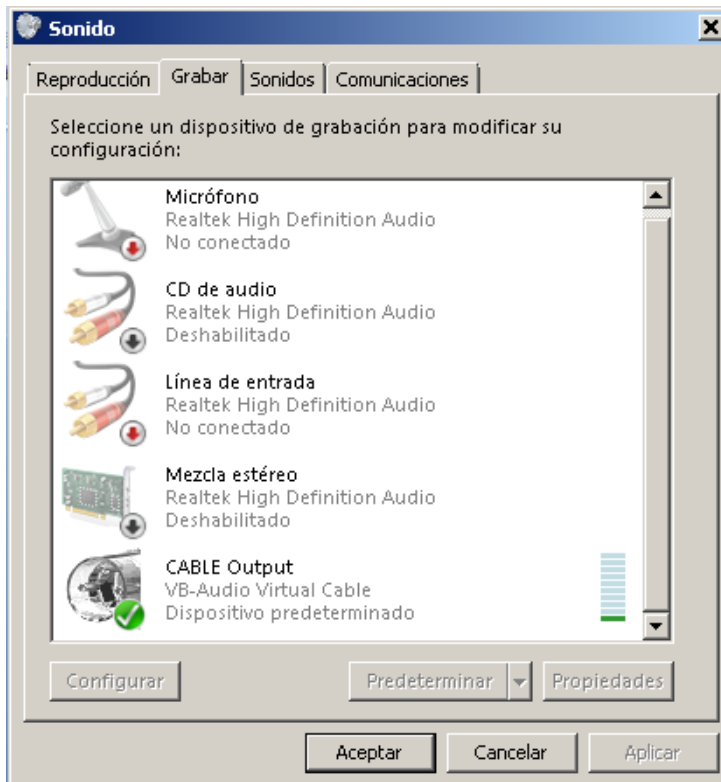 Sonido
Reproducción Grabar Sonidos Comunicaciones
Seleccione un dispositivo de grabación para modificar su
configuración:
Micrófono
Realtek High Definition Audio
No conectado
CD de audio
Realtek High Definition Audio
Deshabilitado
Línea de entrada
Realtek High Definition Audio
No conectado
Mezcla estéreo
Realtek High Definition Audio
Deshabilitado
CABLE Output
VB-Audio Virtual Cable
Dispositivo predeterminado
Configurar Predeterminar Propiedades
Aceptar Cancelar Aplicar